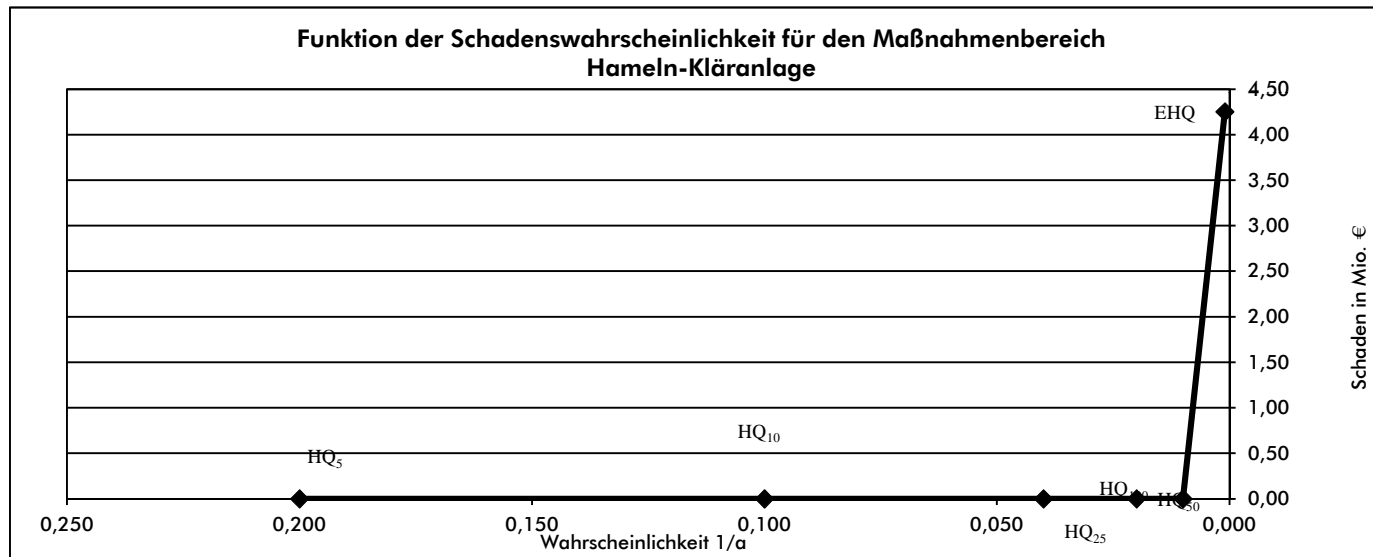 Funktion der Schadenswahrscheinlichkeit für den Maßnahmenbereich
Hameln-Kläranlage
4,50
EHQ
4,00
3,50
3,00
2,50
2,00
1,50
1,00
HQ₁₀
0,50
HQ₅
HQ₁₀₀
HQ₅₀
0,00
0,250
0,200
0,150
0,100
0,050
0,000
HQ₂₅
Wahrscheinlichkeit 1/a
Schaden in Mio. €